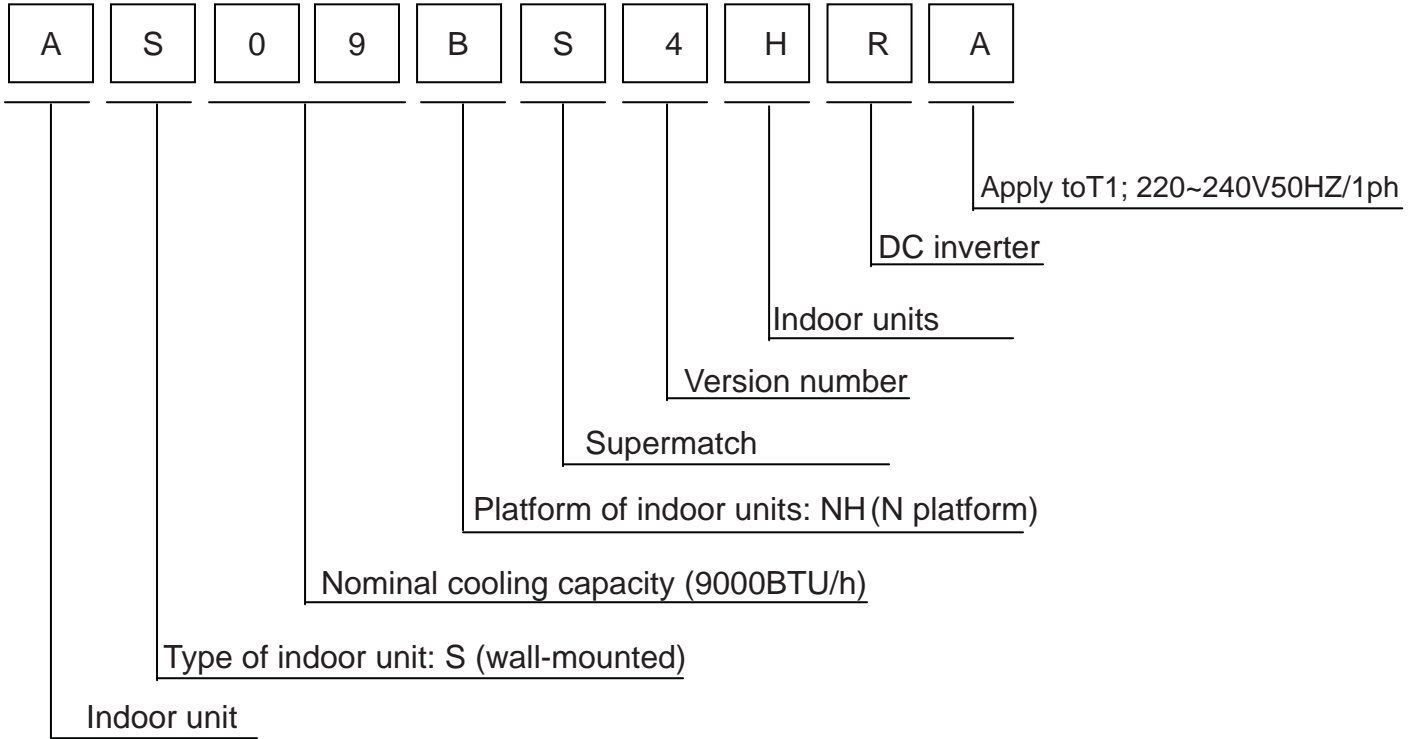 A S 0 9 B S 4 H R A
Apply toT1; 220~240V50HZ/1ph
DC inverter
Indoor units
Version number
Supermatch
Platform of indoor units: NH (N platform)
Nominal cooling capacity (9000BTU/h)
Type of indoor unit: S (wall-mounted)
Indoor unit